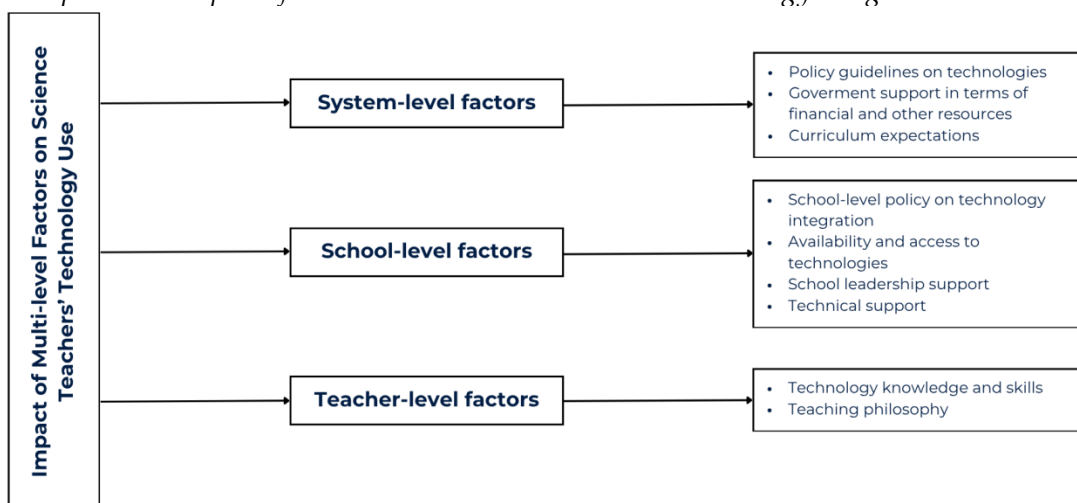 Impact of Multi-level Factors on Science
Teachers' Technology Use
System-level factors
• Policy guidelines on technologies
• Goverment support in terms of
financial and other resources
• Curriculum expectations
School-level factors
• School-level policy on technology
integration
• Availability and access to
technologies
• School leadership support
• Technical support
Teacher-level factors
• Technology knowledge and skills
• Teaching philosophy